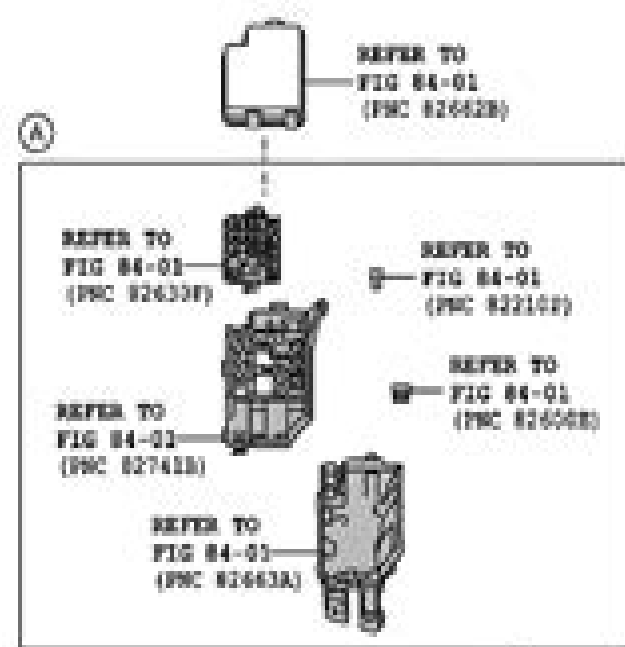 REFER TO
FIG 84-01
(PNC 82662B)
A
REFER TO
FIG 84-01
(PNC 82630F)
REFER TO
FIG 84-01
REFER TO
FIG 84-01
REFER TO
FIG 84-01
(PNC 82741B)
REFER TO
FIG 84-01
(PNC 82663A)